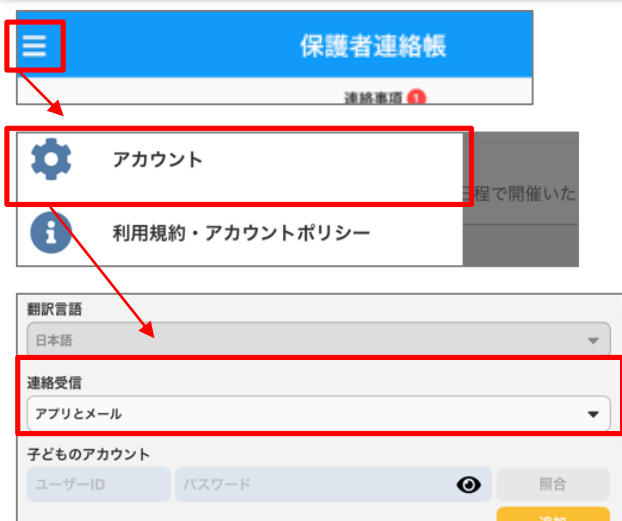 保護者連絡帳
連絡事項 1
アカウント
日程で開催いた
利用規約・アカウントポリシー
翻訳言語
日本語
連絡受信
アプリとメール
子どものアカウント
ユーザーID パスワード 照合
追加